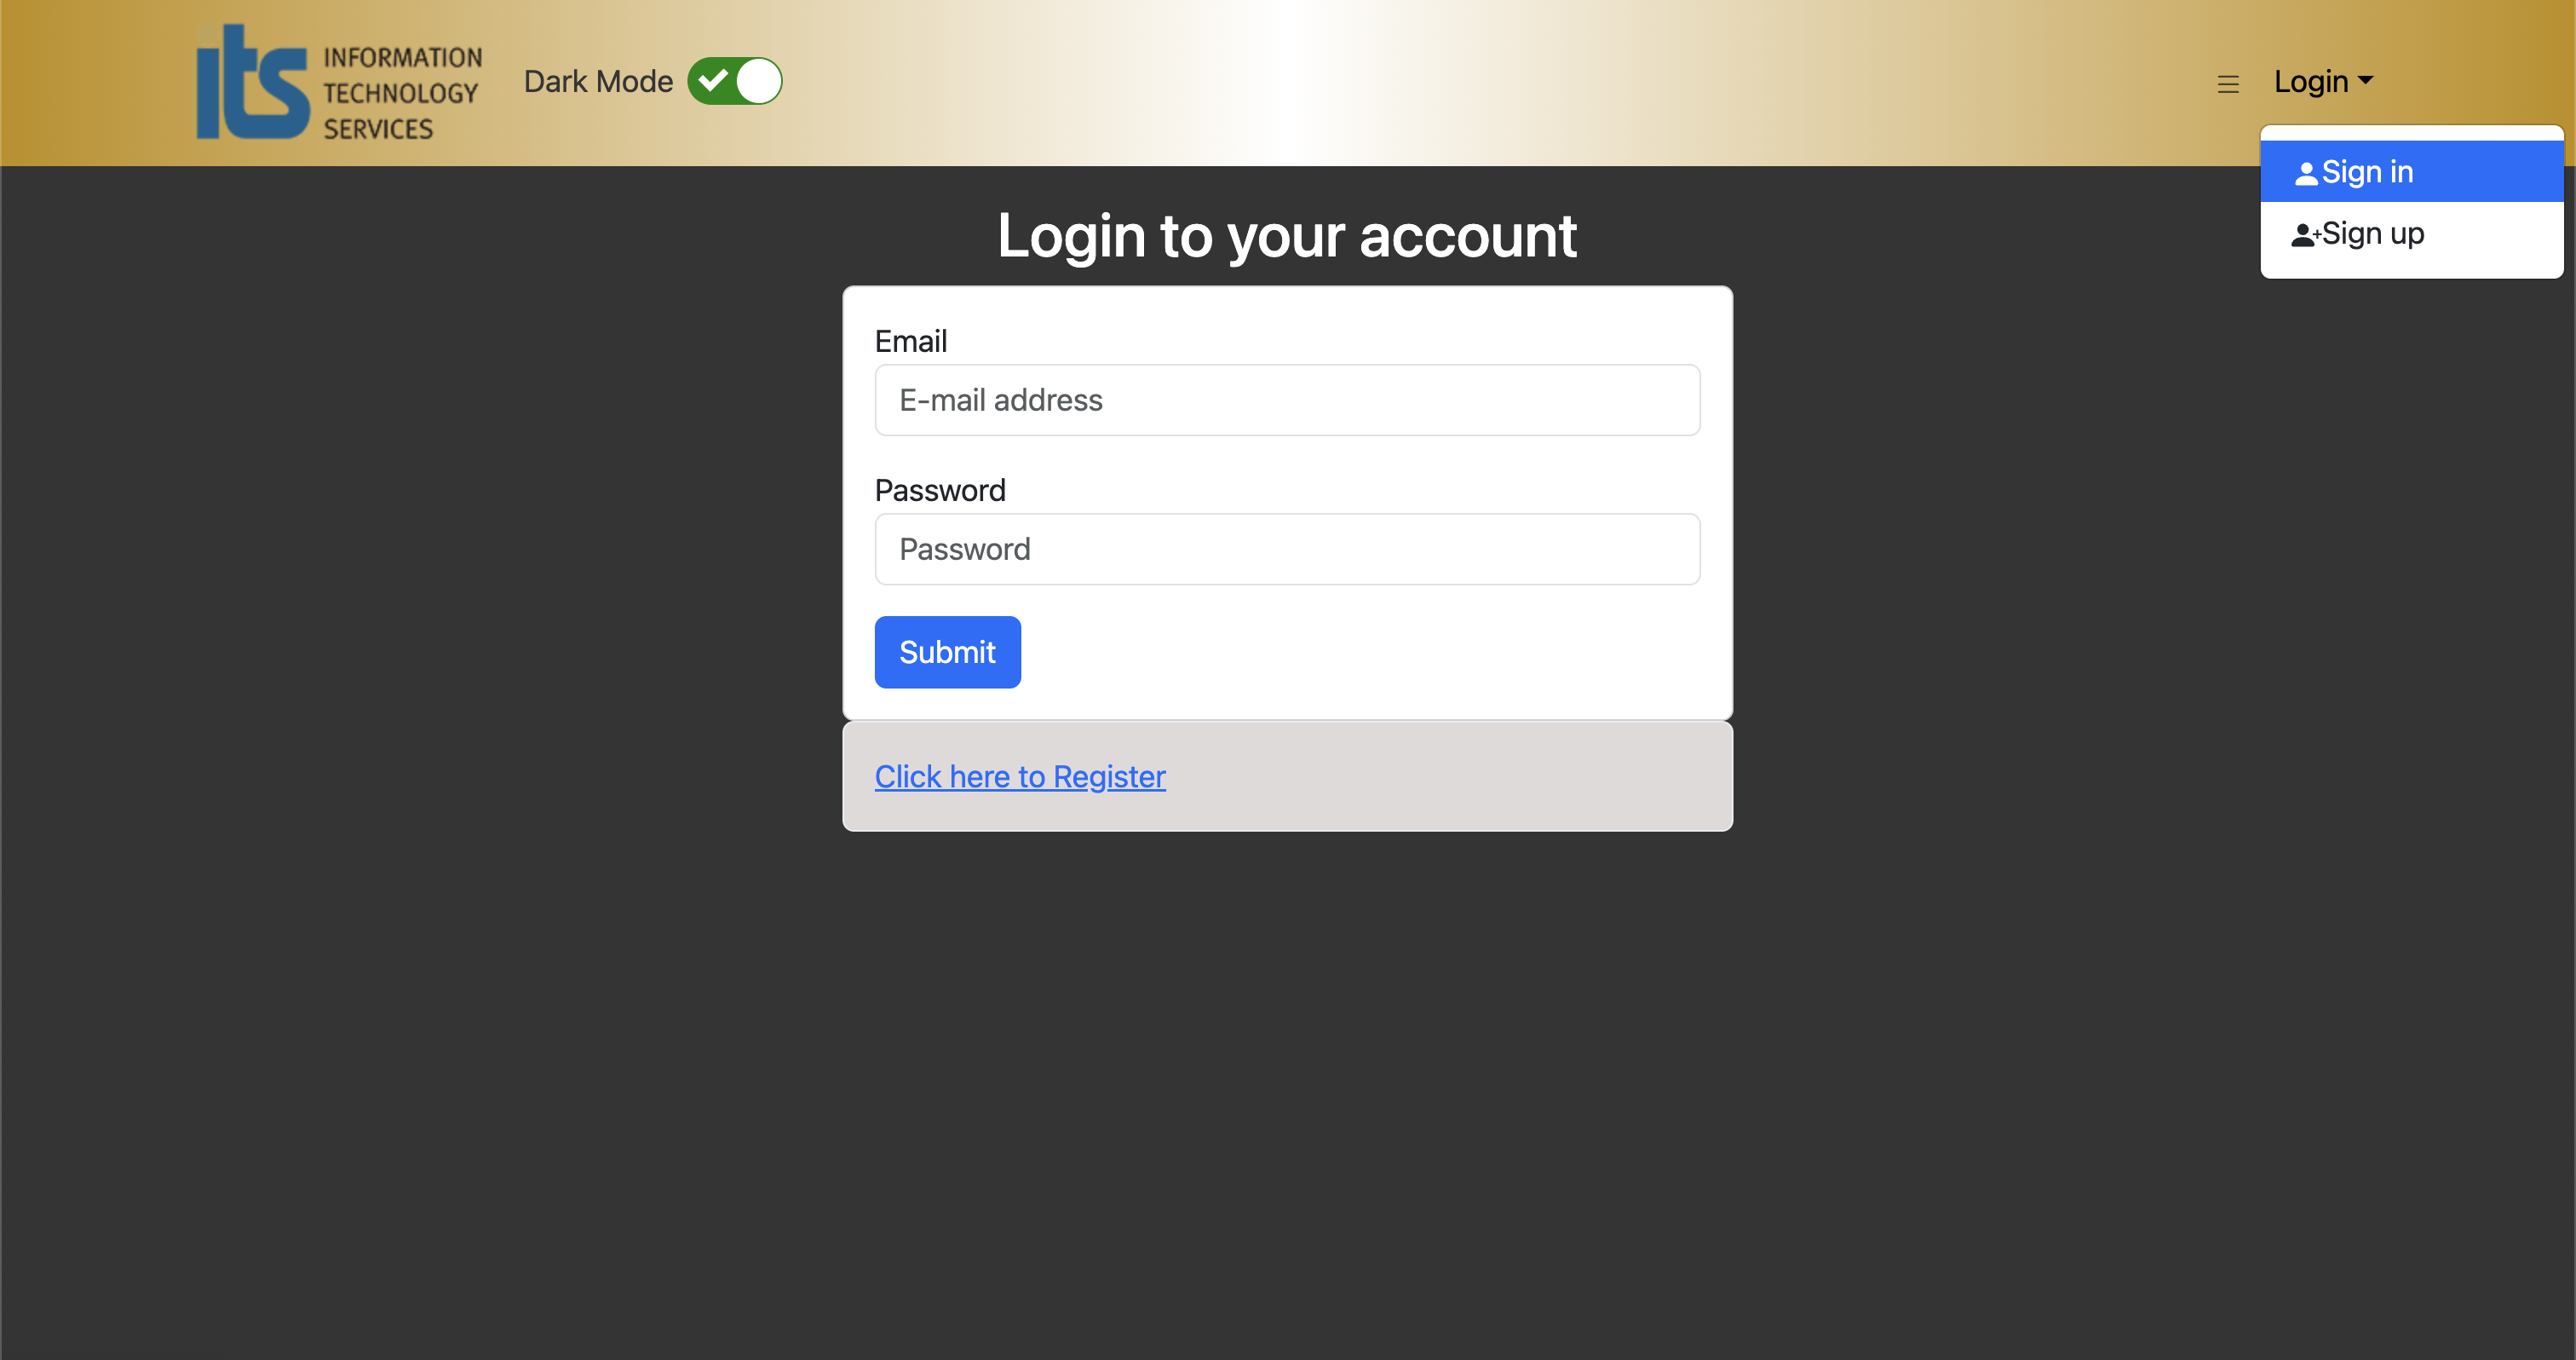 its INFORMATION
TECHNOLOGY
SERVICES
Dark Mode
Login
Sign in
Sign up
Login to your account
Email
E-mail address
Password
Password
Submit
Click here to Register